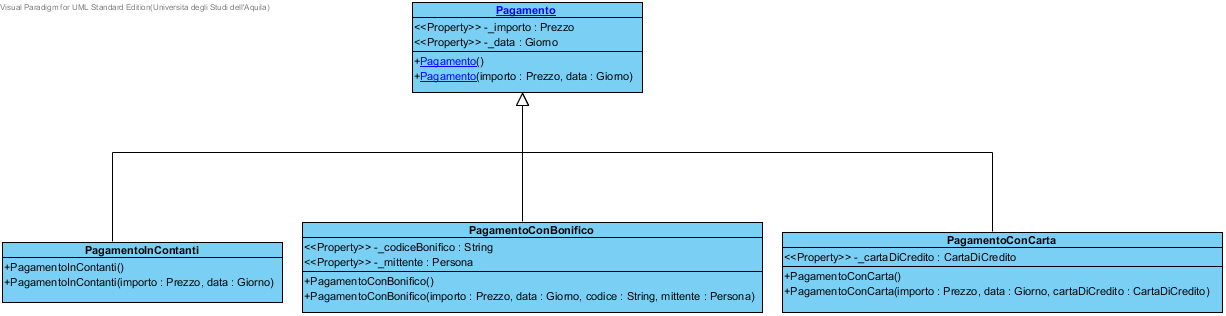 Visual Paradigm for UML Standard Edition(Universita degli Studi dell'Aquila)
Pagamento
<<Property>> -_importo : Prezzo
<<Property>> -_data : Giorno
+Pagamento()
+Pagamento(importo : Prezzo, data : Giorno)
PagamentoInContanti
+PagamentoInContanti()
+PagamentoInContanti(importo : Prezzo, data : Giorno)
PagamentoConBonifico
<<Property>> -_codiceBonifico : String
<<Property>> -_mittente : Persona
+PagamentoConBonifico()
+PagamentoConBonifico(importo : Prezzo, data : Giorno, codice : String, mittente : Persona)
PagamentoConCarta
<<Property>> -_cartaDiCredito : CartaDiCredito
+PagamentoConCarta()
+PagamentoConCarta(importo : Prezzo, data : Giorno, cartaDiCredito : CartaDiCredito)